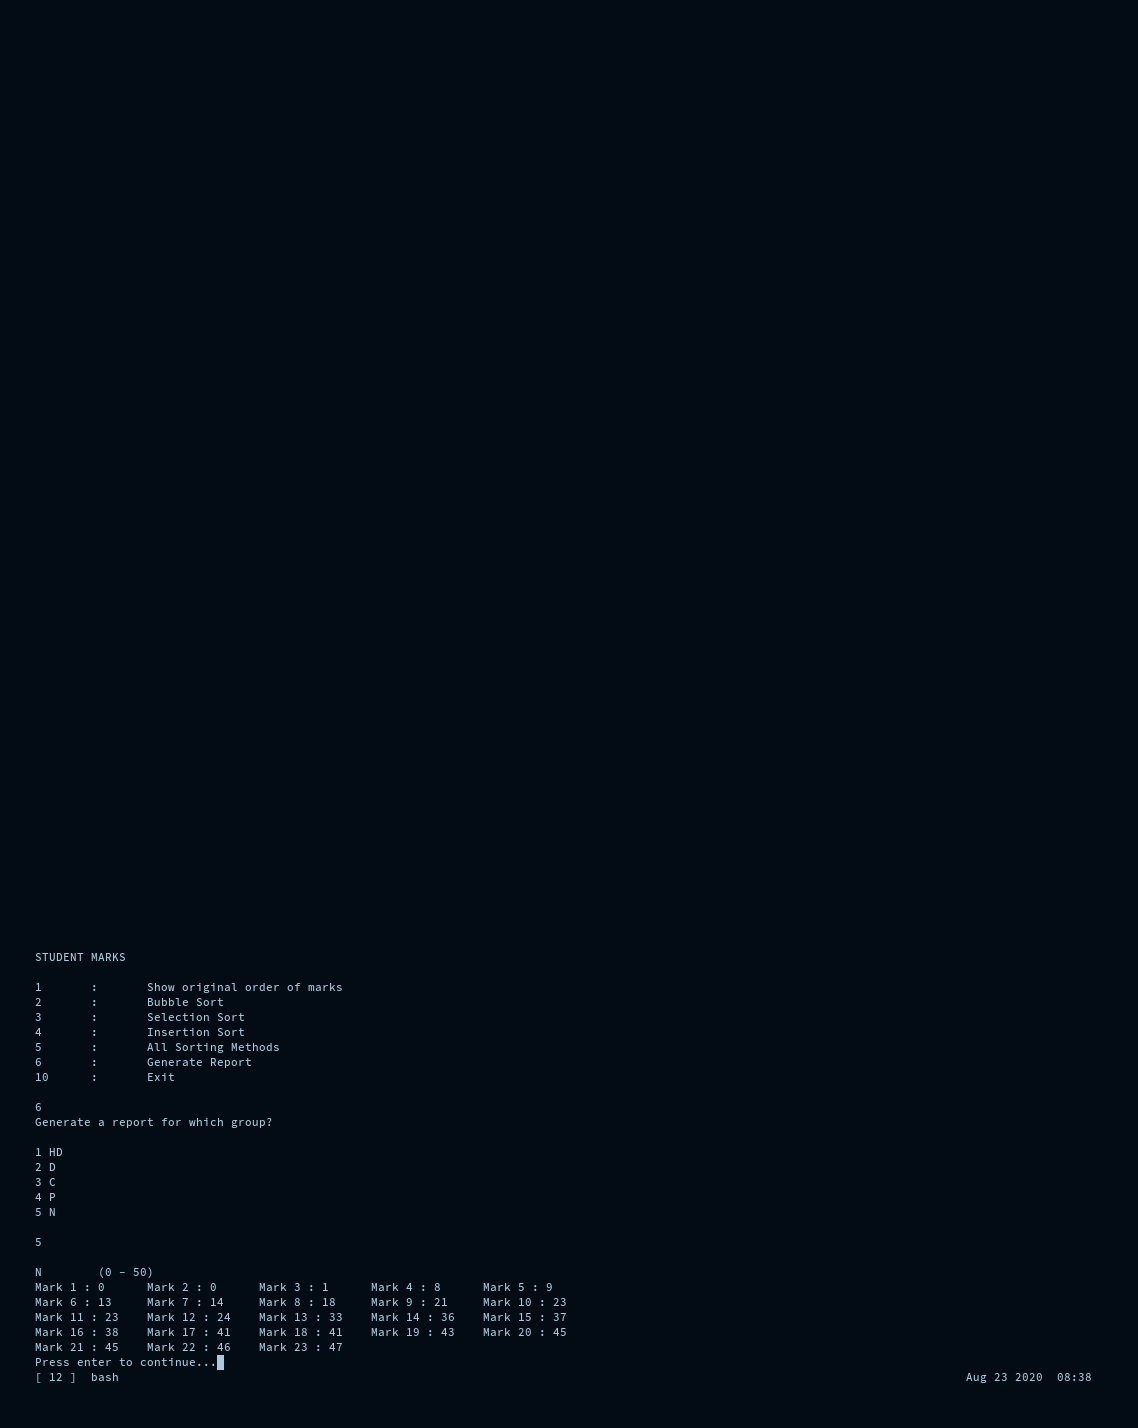 STUDENT MARKS
1 : Show original order of marks
2 : Bubble Sort
3 : Selection Sort
4 : Insertion Sort
5 : All Sorting Methods
6 : Generate Report
10 : Exit
6
Generate a report for which group?
1 HD
2 D
3 C
4 P
5 N
5
N (0 – 50)
Mark 1 : 0 Mark 2 : 0 Mark 3 : 1 Mark 4 : 8 Mark 5 : 9
Mark 6 : 13 Mark 7 : 14 Mark 8 : 18 Mark 9 : 21 Mark 10 : 23
Mark 11 : 23 Mark 12 : 24 Mark 13 : 33 Mark 14 : 36 Mark 15 : 37
Mark 16 : 38 Mark 17 : 41 Mark 18 : 41 Mark 19 : 43 Mark 20 : 45
Mark 21 : 45 Mark 22 : 46 Mark 23 : 47
Press enter to continue...
[ 12 ] bash Aug 23 2020 08:38